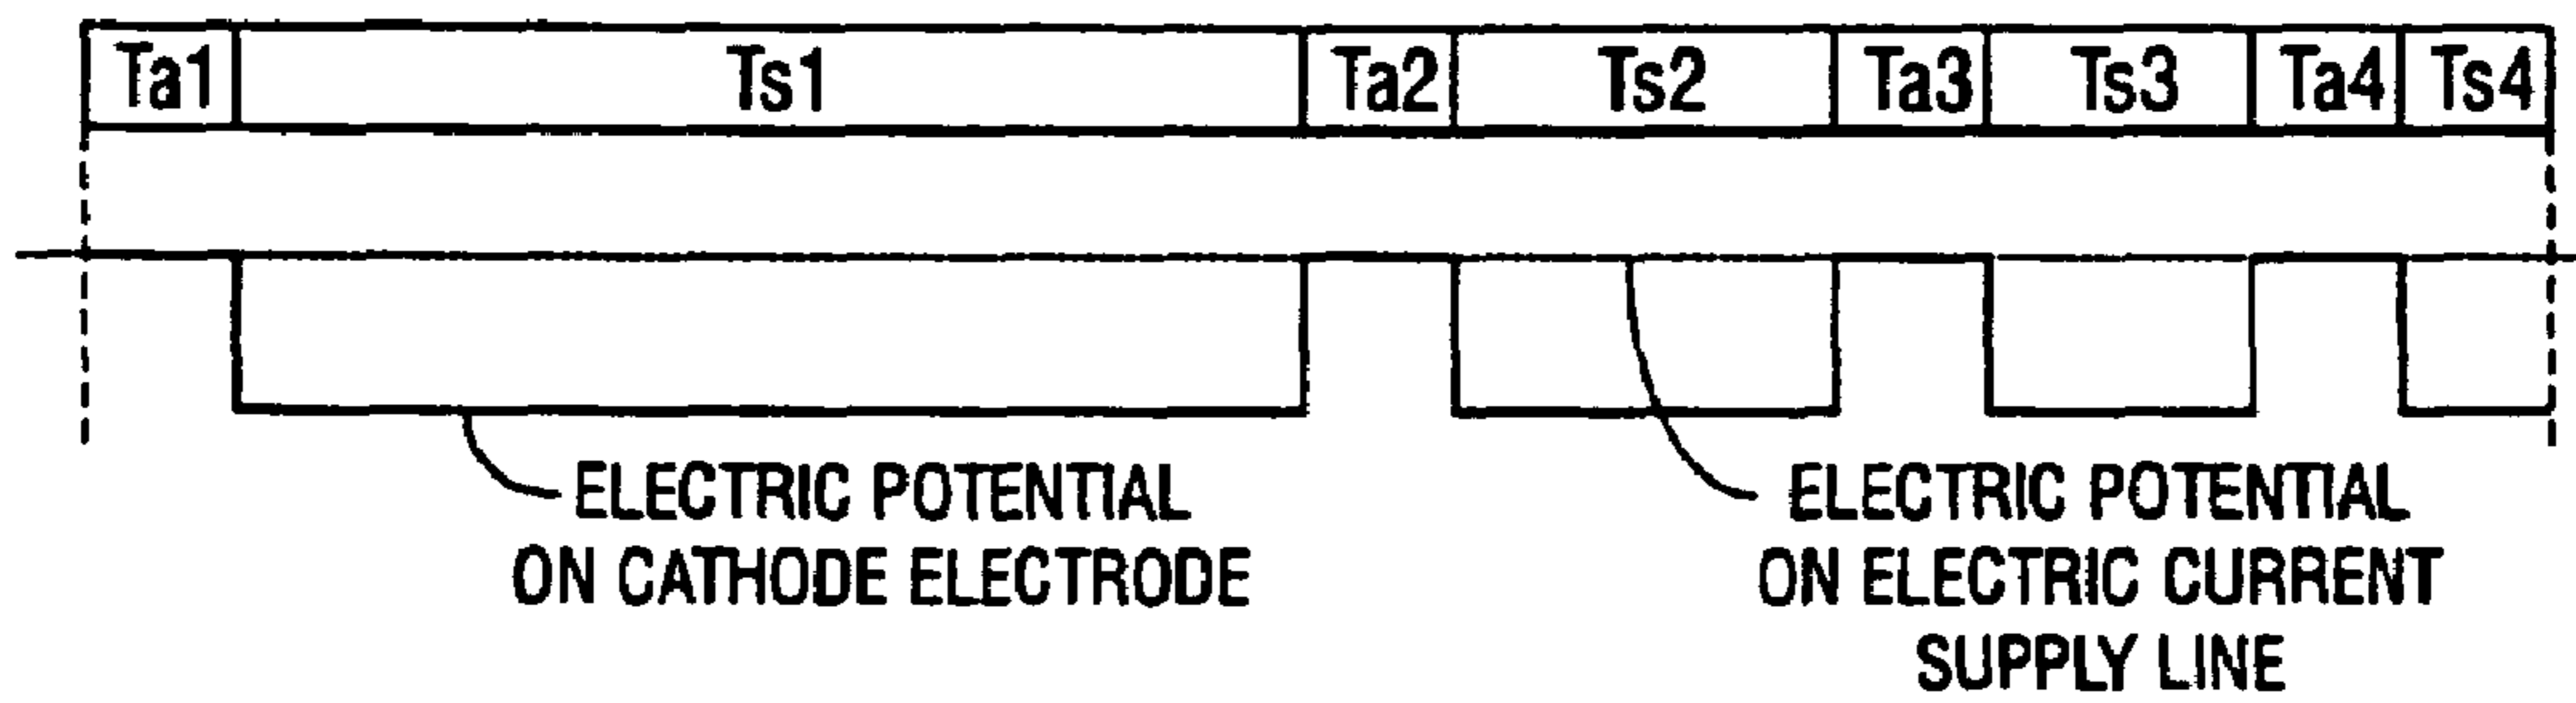 Ta1 Ts1 Ta2 Ts2 Ta3 Ts3 Ta4 Ts4
ELECTRIC POTENTIAL
ON CATHODE ELECTRODE
ELECTRIC POTENTIAL
ON ELECTRIC CURRENT
SUPPLY LINE